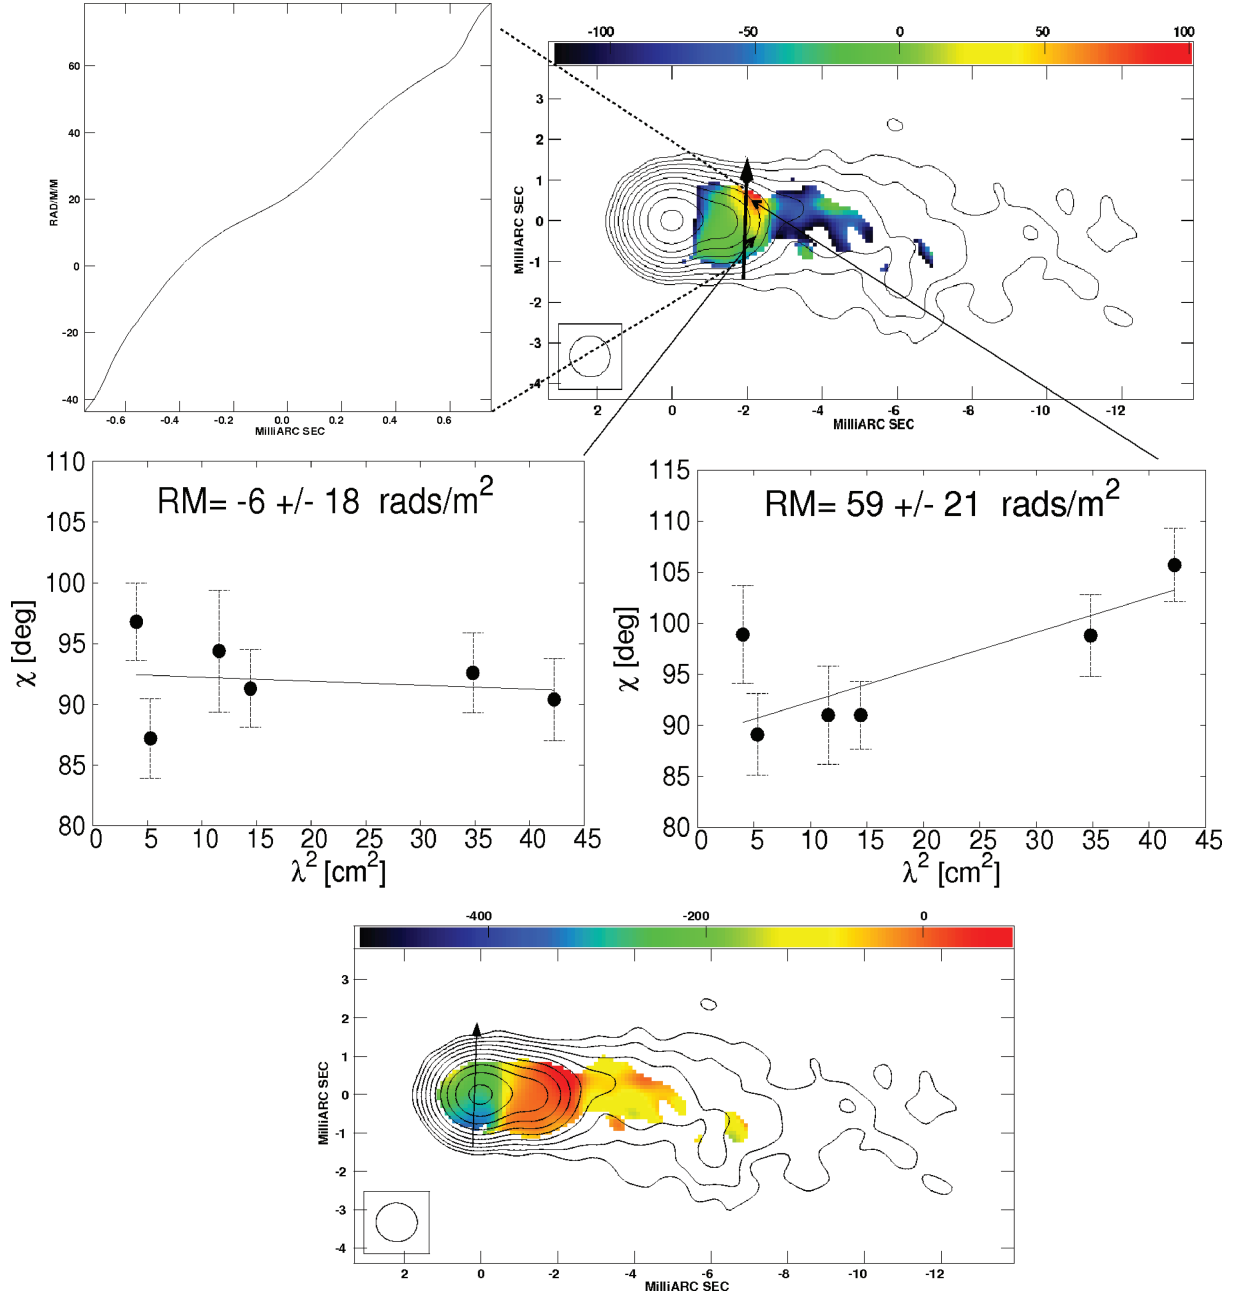 60
40
20
0
-20
-40
RAD/M/M
-0.6 -0.4 -0.2 0.0 0.2 0.4 0.6
MilliARC SEC
-100 -50 0 50 100
3
2
1
0
-1
-2
-3
-4
MilliARC SEC
2 0 -2 -4 -6 -8 -10 -12
MilliARC SEC
RM= -6 +/- 18 rads/m²
110
105
100
95
90
85
80
χ [deg]
0 5 10 15 20 25 30 35 40 45
λ² [cm²]
RM= 59 +/- 21 rads/m²
115
110
105
100
95
90
85
80
χ [deg]
0 5 10 15 20 25 30 35 40 45
λ² [cm²]
-400 -200 0
3
2
1
0
-1
-2
-3
-4
MilliARC SEC
2 0 -2 -4 -6 -8 -10 -12
MilliARC SEC